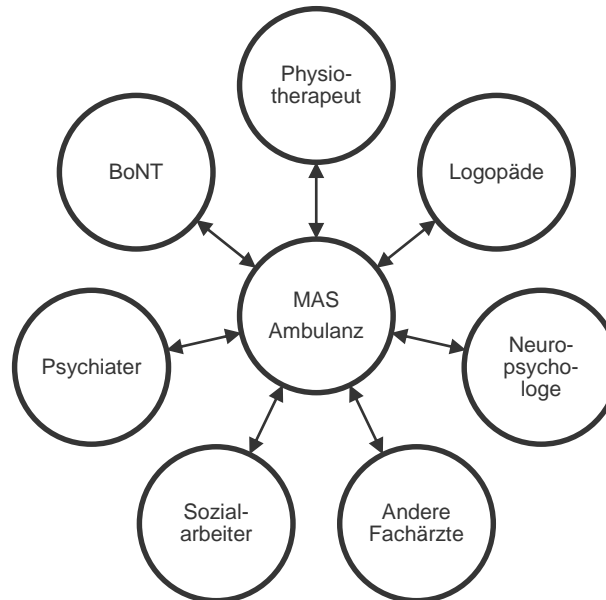 Physio-
therapeut
BoNT
Logopäde
MAS
Ambulanz
Psychiater
Neuro-
psycho-
loge
Sozial-
arbeiter
Andere
Fachärzte